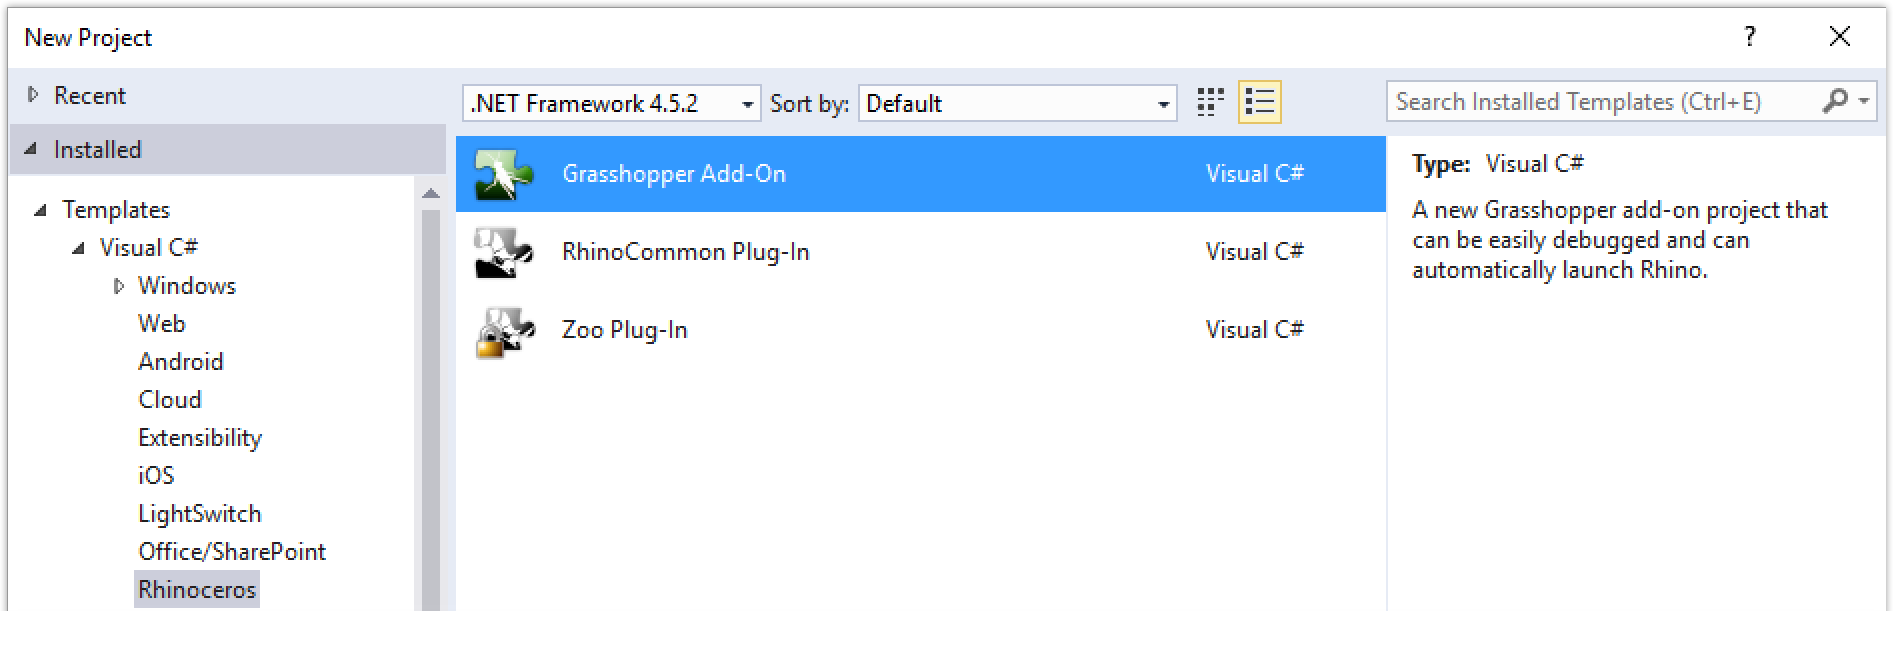 New Project
?
Recent
.NET Framework 4.5.2
Sort by:
Default
Search Installed Templates (Ctrl+E)
Installed
Templates
Visual C#
Windows
Web
Android
Cloud
Extensibility
iOS
LightSwitch
Office/SharePoint
Rhinoceros
Grasshopper Add-On
Visual C#
RhinoCommon Plug-In
Visual C#
Zoo Plug-In
Visual C#
Type: Visual C#
A new Grasshopper add-on project that
can be easily debugged and can
automatically launch Rhino.